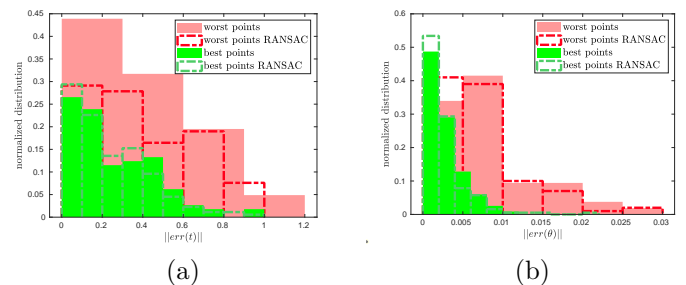 0.45
0.4
0.35
0.3
0.25
0.2
0.15
0.1
0.05
0
normalized distribution
0 0.2 0.4 0.6 0.8 1 1.2
||err(t)||
worst points
worst points RANSAC
best points
best points RANSAC
(a)
0.6
0.5
0.4
0.3
0.2
0.1
0
normalized distribution
0 0.005 0.01 0.015 0.02 0.025 0.03
||err(θ)||
worst points
worst points RANSAC
best points
best points RANSAC
(b)